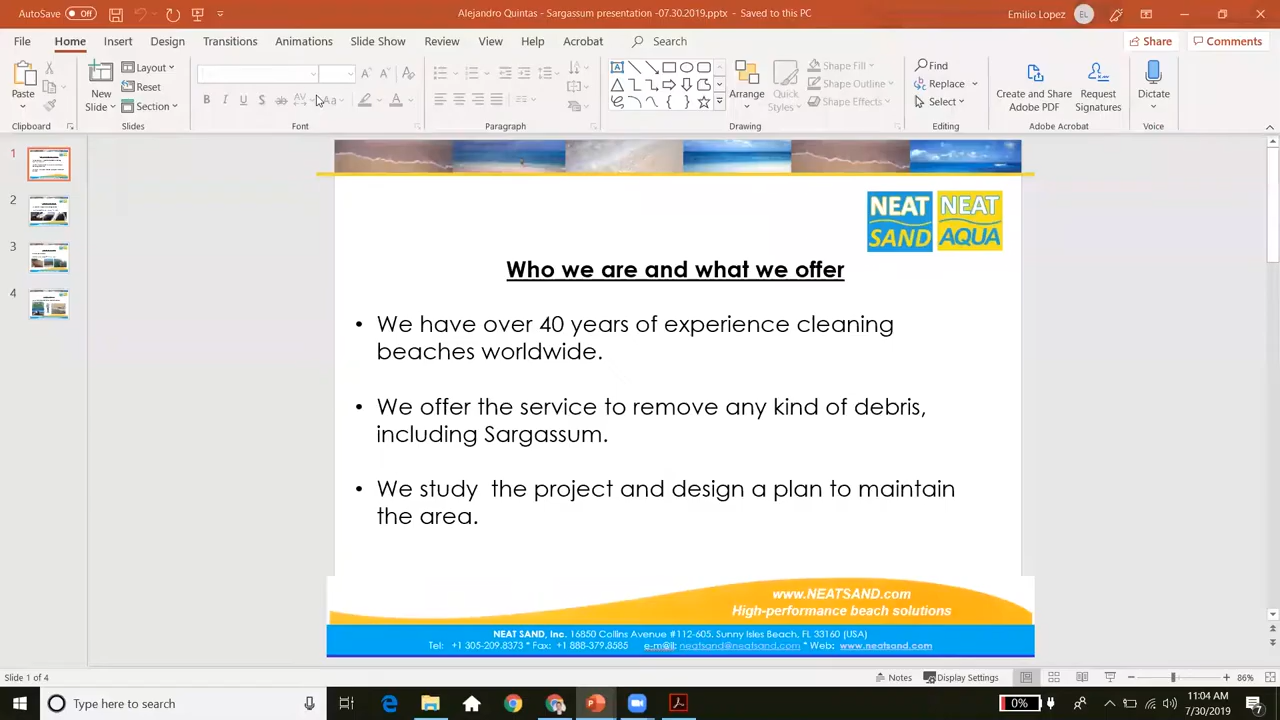 AutoSave Off
Alejandro Quintas - Sargassum -07.30.2019.pptx - Saved to this PC
Emilio Lopez EL
File Home Insert Design Transitions Animations Slide Show Review View Help Acrobat Search Share Comments
Paste
New Slide
Layout
Reset
Section
B I U S AV Aa A
Arrange
Quick Styles
Shape Fill
Shape Outline
Shape Effects
Find
Replace
Select
Create and Share Adobe PDF
Request Signatures
Dictate
Clipboard Slides Font Paragraph Drawing Editing Adobe Acrobat Voice
1
2
3
4
NEAT SAND
NEAT AQUA
Who we are and what we offer
• We have over 40 years of experience cleaning
beaches worldwide.
• We offer the service to remove any kind of debris,
including Sargassum.
• We study  the project and design a plan to maintain
the area.
www.NEATSAND.com
High-performance beach solutions
NEAT SAND, Inc. 16850 Collins Avenue #112-605. Sunny Isles Beach, FL 33160 (USA)
Tel: +1 305-209.8373 * Fax: +1 888-379.8585 e-m@il: neatsand@neatsand.com * Web: www.neatsand.com
Slide 1 of 4
Notes Display Settings 86%
Type here to search
0%
11:04 AM
7/30/2019